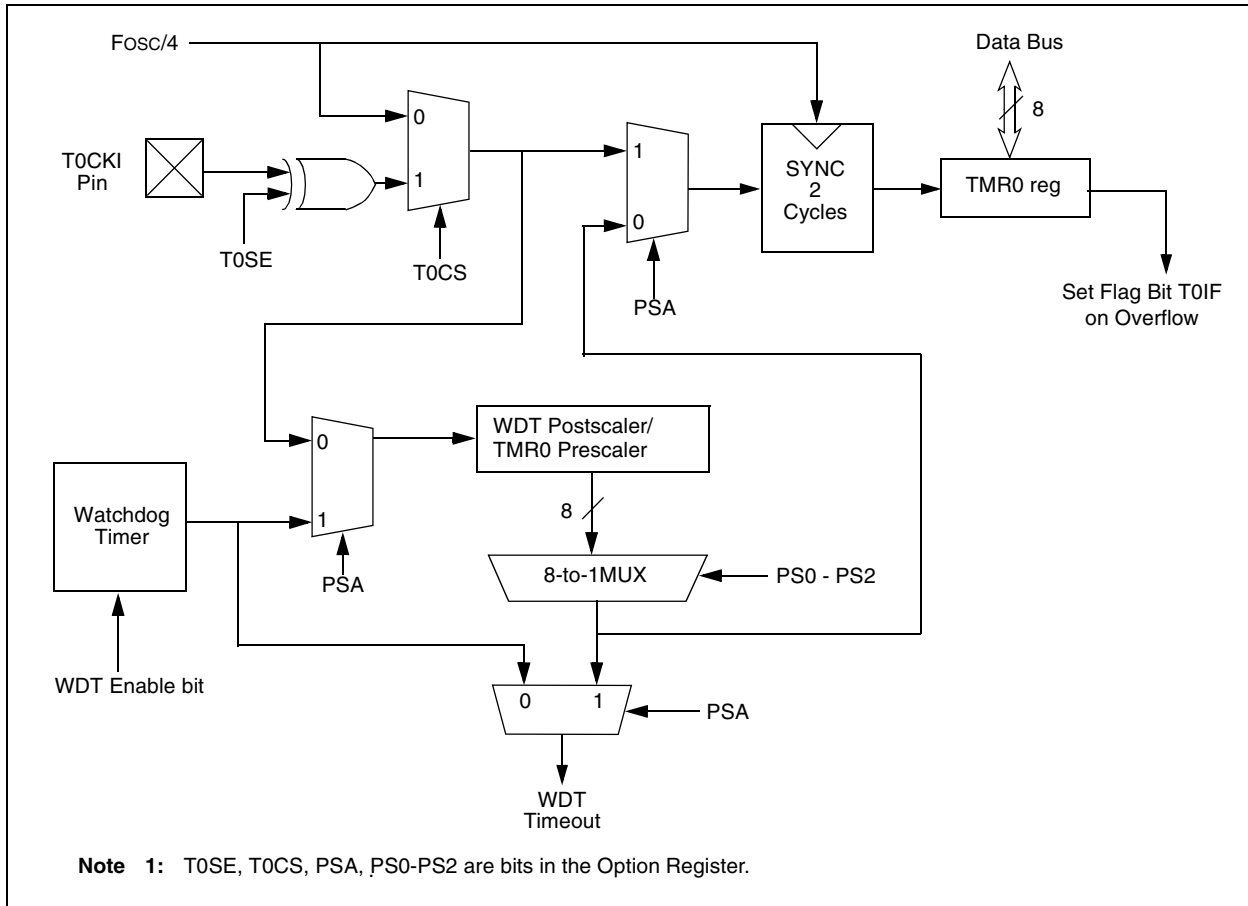 FOSC/4
Data Bus
8
T0CKI
Pin
0
1
T0SE
T0CS
1
0
PSA
SYNC
2
Cycles
TMR0 reg
Set Flag Bit T0IF
on Overflow
0
1
PSA
WDT Postscaler/
TMR0 Prescaler
Watchdog
Timer
8
8-to-1MUX
PS0 - PS2
WDT Enable bit
0
1
PSA
WDT
Timeout
Note 1: T0SE, T0CS, PSA, PS0-PS2 are bits in the Option Register.